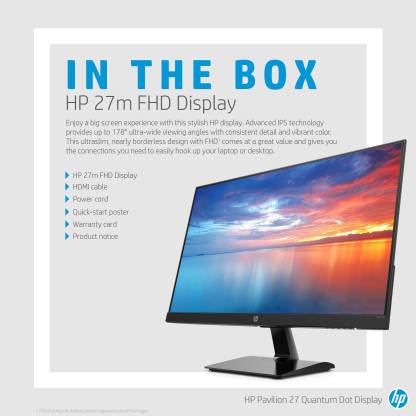 IN THE BOX
HP 27m FHD Display
Enjoy a big screen experience with this stylish HP display. Advanced IPS technology
provides up to 178° ultra-wide viewing angles with consistent detail and vibrant color.
This ultraslim, nearly borderless design with FHD¹ comes at a great value and gives you
the connections you need to easily hook up your laptop or desktop.
HP 27m FHD Display
HDMI cable
Power cord
Quick-start poster
Warranty card
Product notice
hp
HP Pavilion 27 Quantum Dot Display
hp